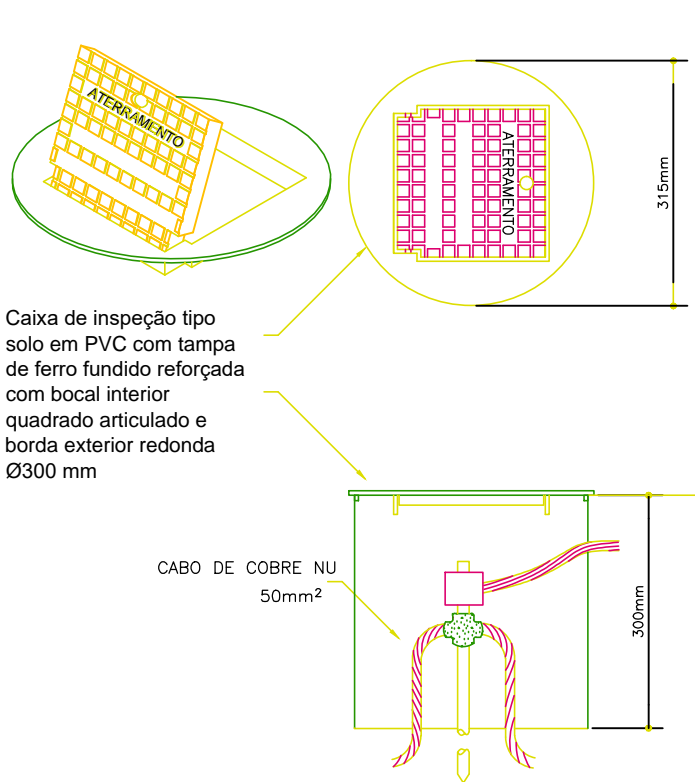 ATERRAMENTO
ATERRAMENTO
315mm
Caixa de inspeção tipo
solo em PVC com tampa
de ferro fundido reforçada
com bocal interior
quadrado articulado e
borda exterior redonda
Ø300 mm
CABO DE COBRE NU
50mm²
300mm